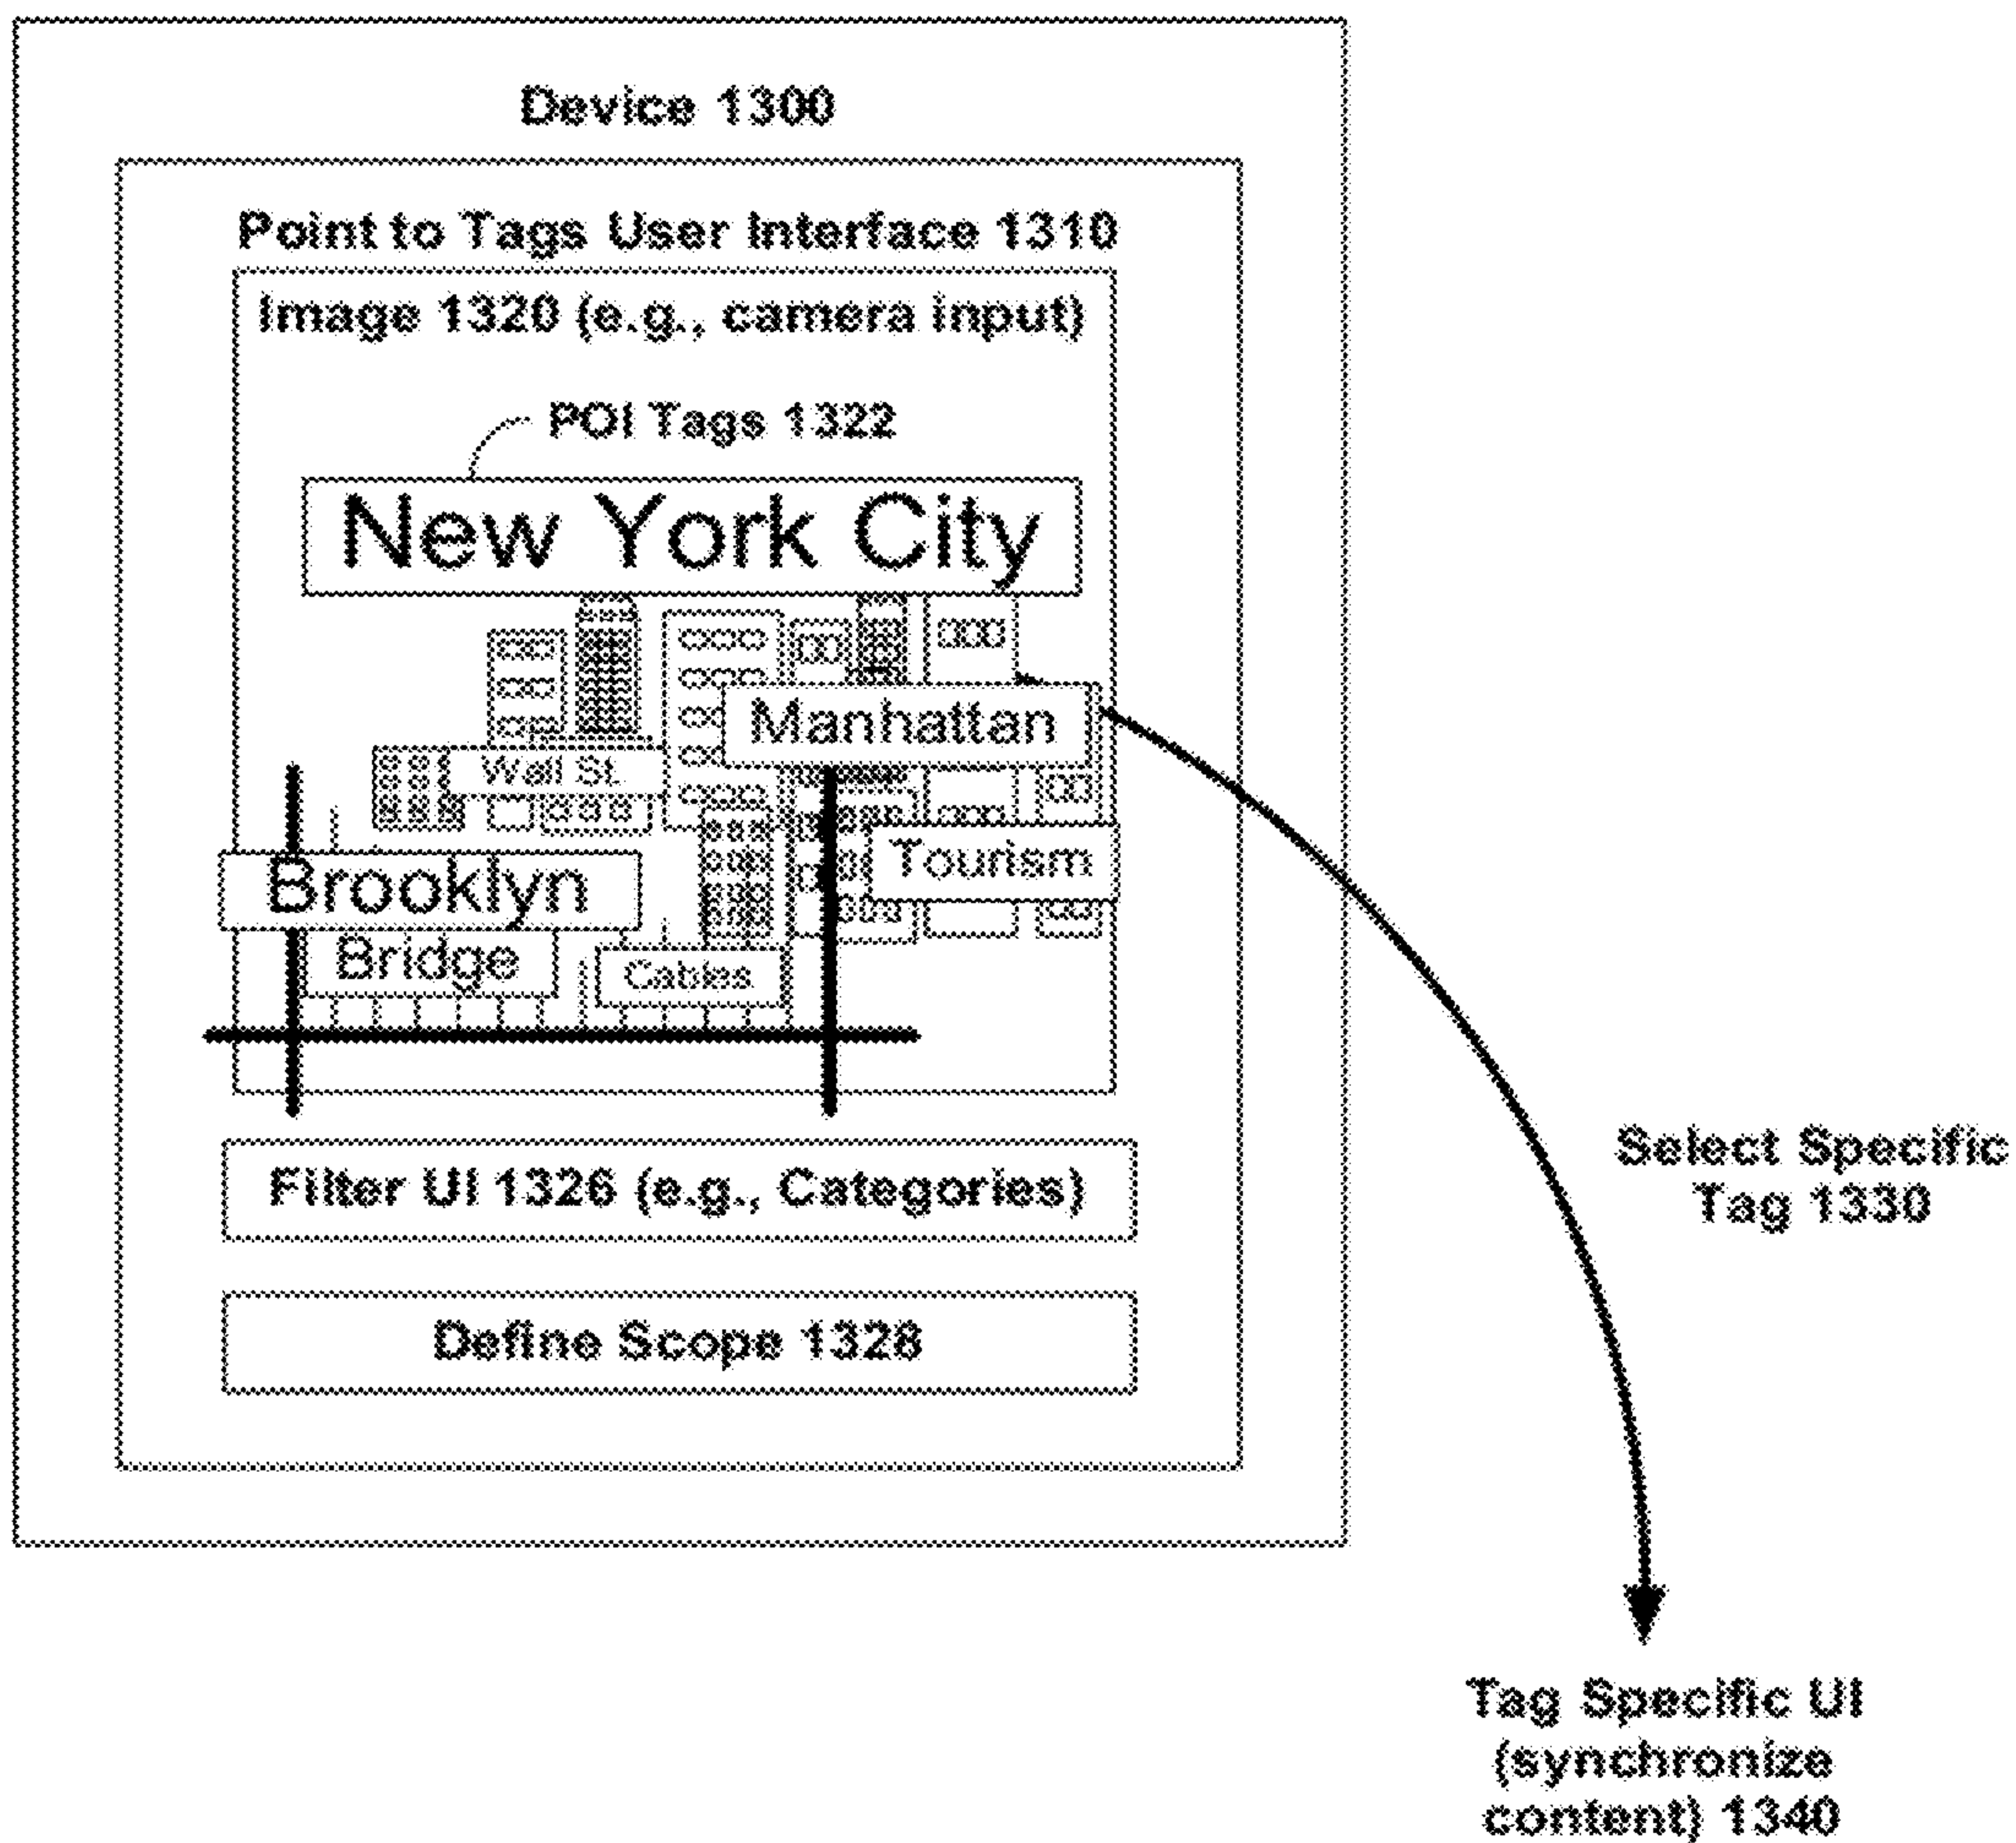 Device 1300
Point to Tags User Interface 1310
Image 1320 (e.g., camera input)
POI Tags 1322
New York City
Manhattan
Wall St.
Tourism
Brooklyn
Bridge
Cables
Filter UI 1326 (e.g., Categories)
Define Scope 1328
Select Specific
Tag 1330
Tag Specific UI
(synchronize
content) 1340